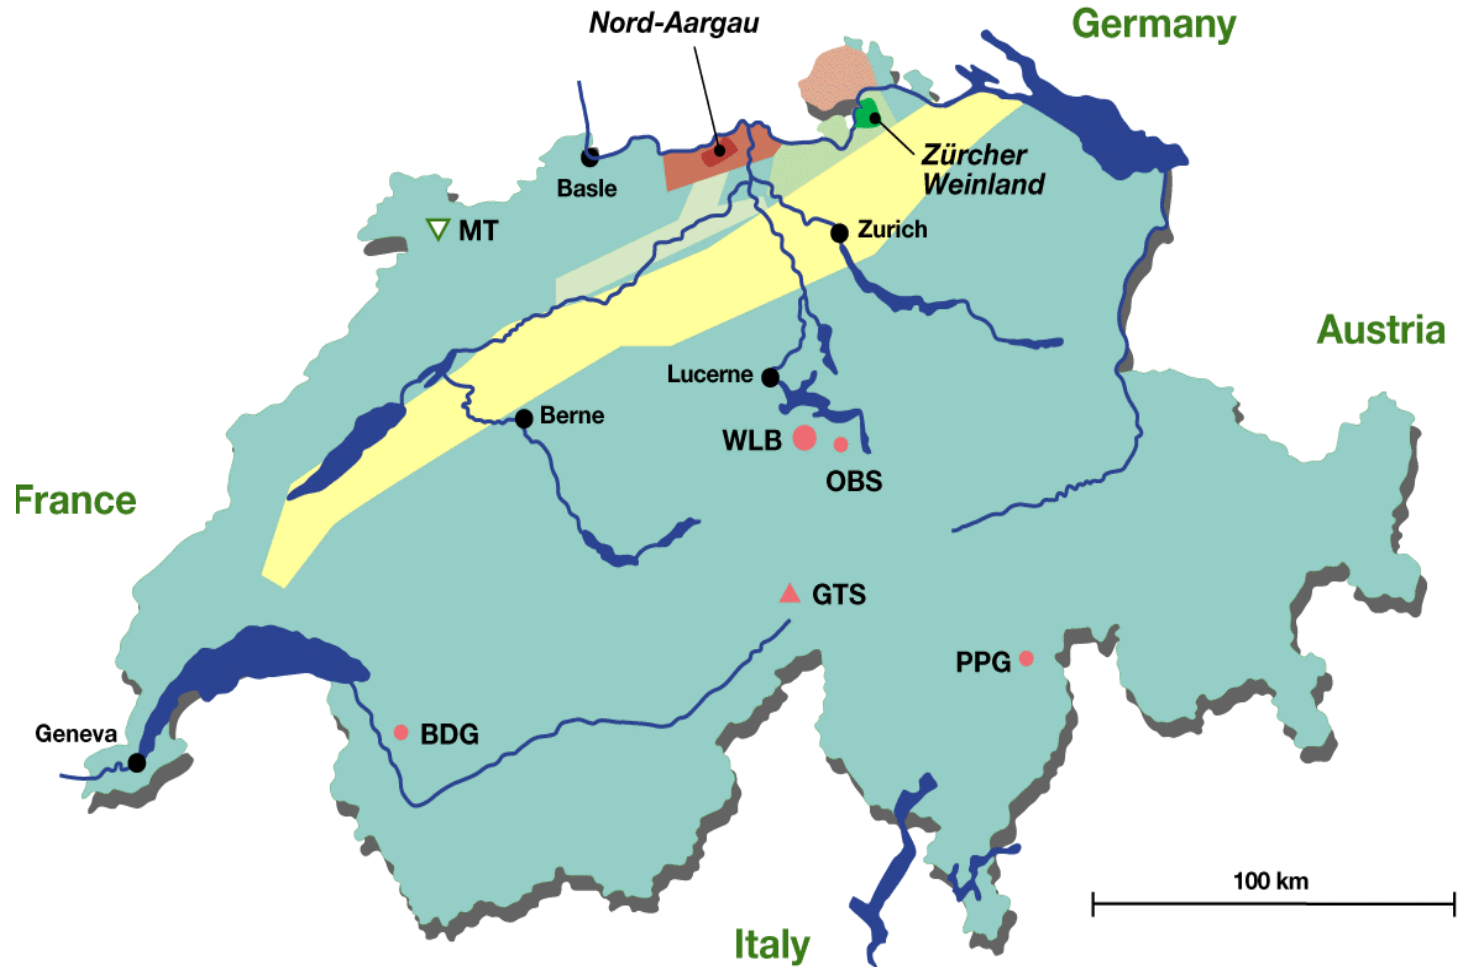 Nord-Aargau
Germany
Zürcher
Weinland
Basle
MT
Zurich
Austria
Lucerne
Berne
WLB
OBS
France
GTS
PPG
Geneva
BDG
100 km
Italy